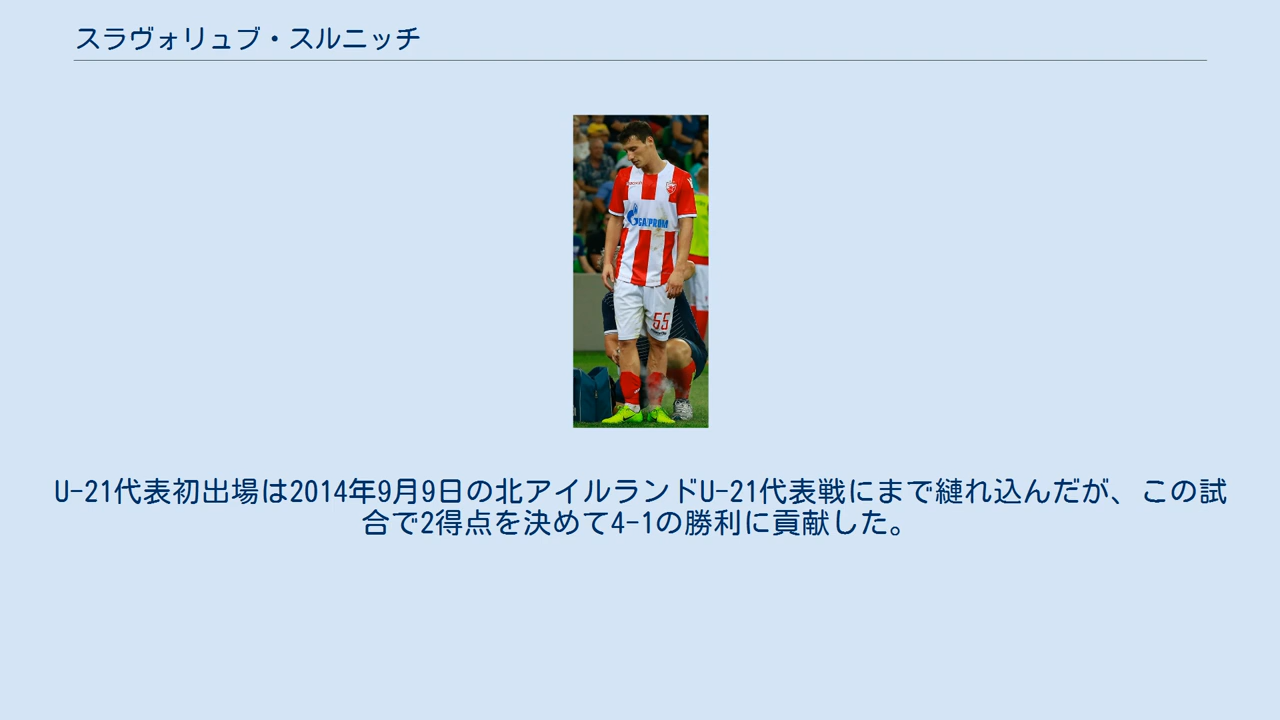 スラヴォリュブ・スルニッチ
GAZPROM
55
U-21代表初出場は2014年9月9日の北アイルランドU-21代表戦にまで縺れ込んだが、この試
合で2得点を決めて4-1の勝利に貢献した。